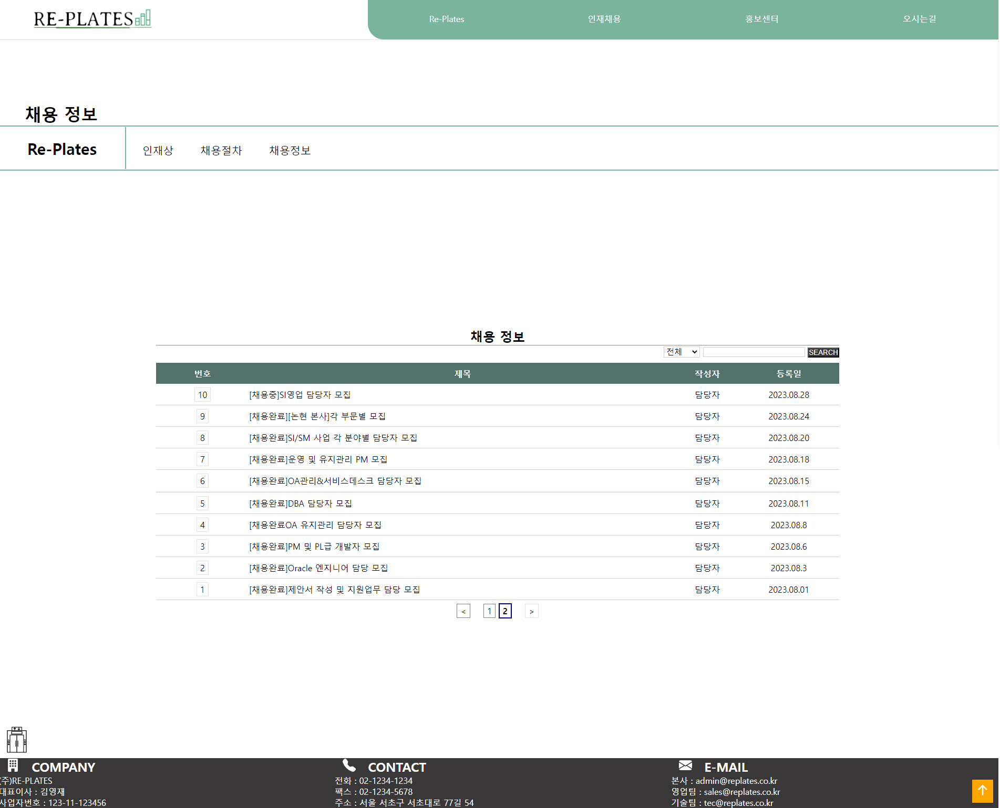 RE-PLATES
Re-Plates 인재채용 홍보센터 오시는길
채용 정보
Re-Plates 인재상 채용절차 채용정보
채용 정보
전체 SEARCH
번호 제목 작성자 등록일
10 [채용중]SI영업 담당자 모집 담당자 2023.08.28
9 [채용완료][논현 본사]각 부문별 모집 담당자 2023.08.24
8 [채용완료]SI/SM 사업 각 분야별 담당자 모집 담당자 2023.08.20
7 [채용완료]운영 및 유지관리 PM 모집 담당자 2023.08.18
6 [채용완료]OA관리&서비스데스크 담당자 모집 담당자 2023.08.15
5 [채용완료]DBA 담당자 모집 담당자 2023.08.11
4 [채용완료OA 유지관리 담당자 모집 담당자 2023.08.8
3 [채용완료]PM 및 PL급 개발자 모집 담당자 2023.08.6
2 [채용완료]Oracle 엔지니어 담당 모집 담당자 2023.08.3
1 [채용완료]제안서 작성 및 지원업무 담당 모집 담당자 2023.08.01
< 1 2 >
COMPANY
(주)RE-PLATES
대표이사 : 김영재
사업자번호 : 123-11-123456
CONTACT
전화 : 02-1234-1234
팩스 : 02-1234-5678
주소 : 서울 서초구 서초대로 77길 54
E-MAIL
본사 : admin@replates.co.kr
영업팀 : sales@replates.co.kr
기술팀 : tec@replates.co.kr